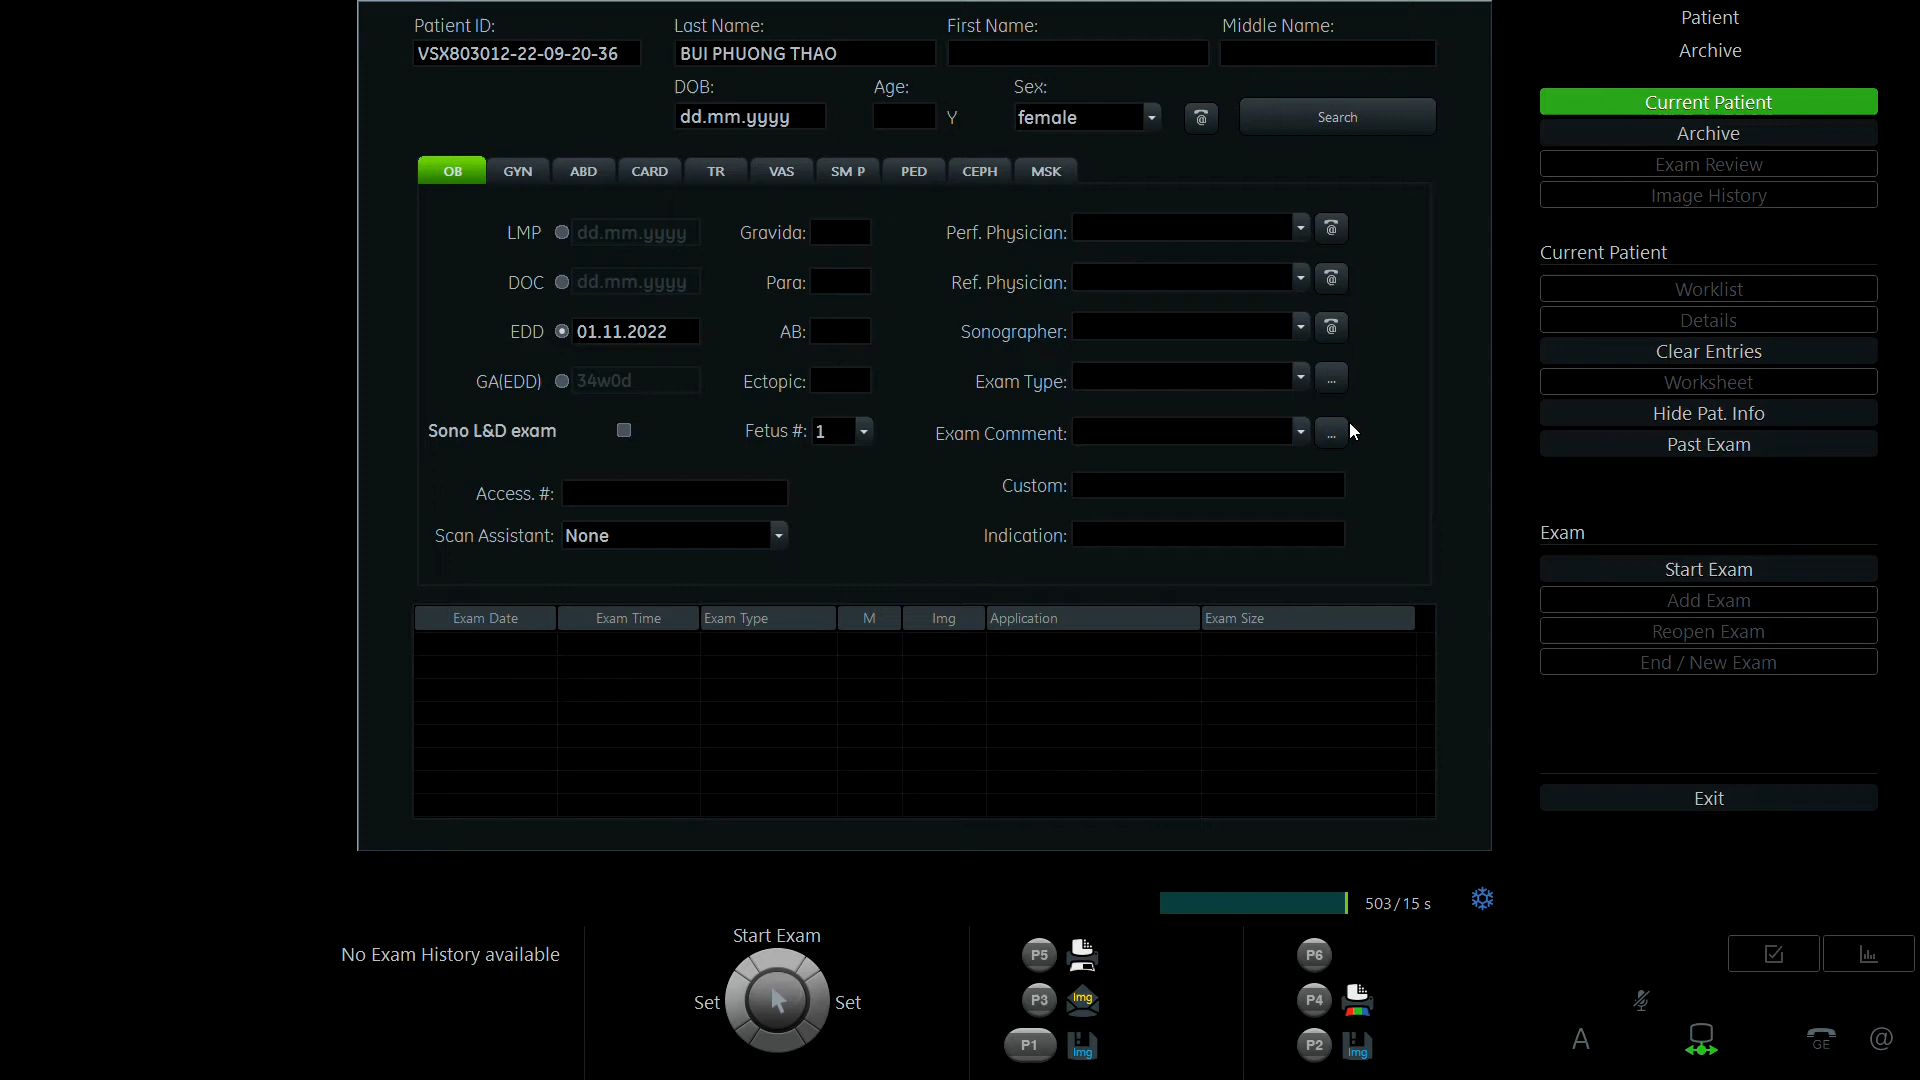 Patient ID: Last Name: First Name: Middle Name:
VSX803012-22-09-20-36 BUI PHUONG THAO
DOB: Age: Sex:
dd.mm.yyyy Y female @ Search
OB GYN ABD CARD TR VAS SM P PED CEPH MSK
LMP dd.mm.yyyy Gravida: Perf. Physician: @
DOC dd.mm.yyyy Para: Ref. Physician: @
EDD 01.11.2022 AB: Sonographer: @
GA(EDD) 34w0d Ectopic: Exam Type: ...
Sono L&D exam Fetus #: 1 Exam Comment: ...
Custom:
Access. #:
Scan Assistant: None Indication:
Exam Date Exam Time Exam Type M Img Application Exam Size
Patient
Archive
Current Patient
Archive
Exam Review
Image History
Current Patient
Worklist
Details
Clear Entries
Worksheet
Hide Pat. Info
Past Exam
Exam
Start Exam
Add Exam
Reopen Exam
End / New Exam
Exit
503/15 s
No Exam History available
Start Exam
Set Set
P5 P6
P3 Img P4
P1 Img P2 Img
A GE @